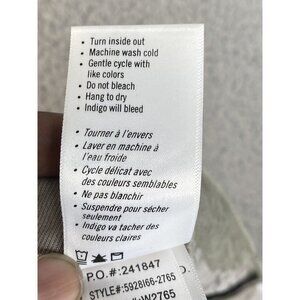 • Turn inside out
• Machine wash cold
• Gentle cycle with
like colors
• Do not bleach
• Hang to dry
• Indigo will bleed
• Tourner à l'envers
• Laver en machine à
l'eau froide
• Cycle délicat avec
des couleurs semblables
• Ne pas blanchir
• Suspendre pour sécher
seulement
• Indigo va tacher des
couleurs claires
P.O.#:241847
STYLE#:5928I66-2765
W2765